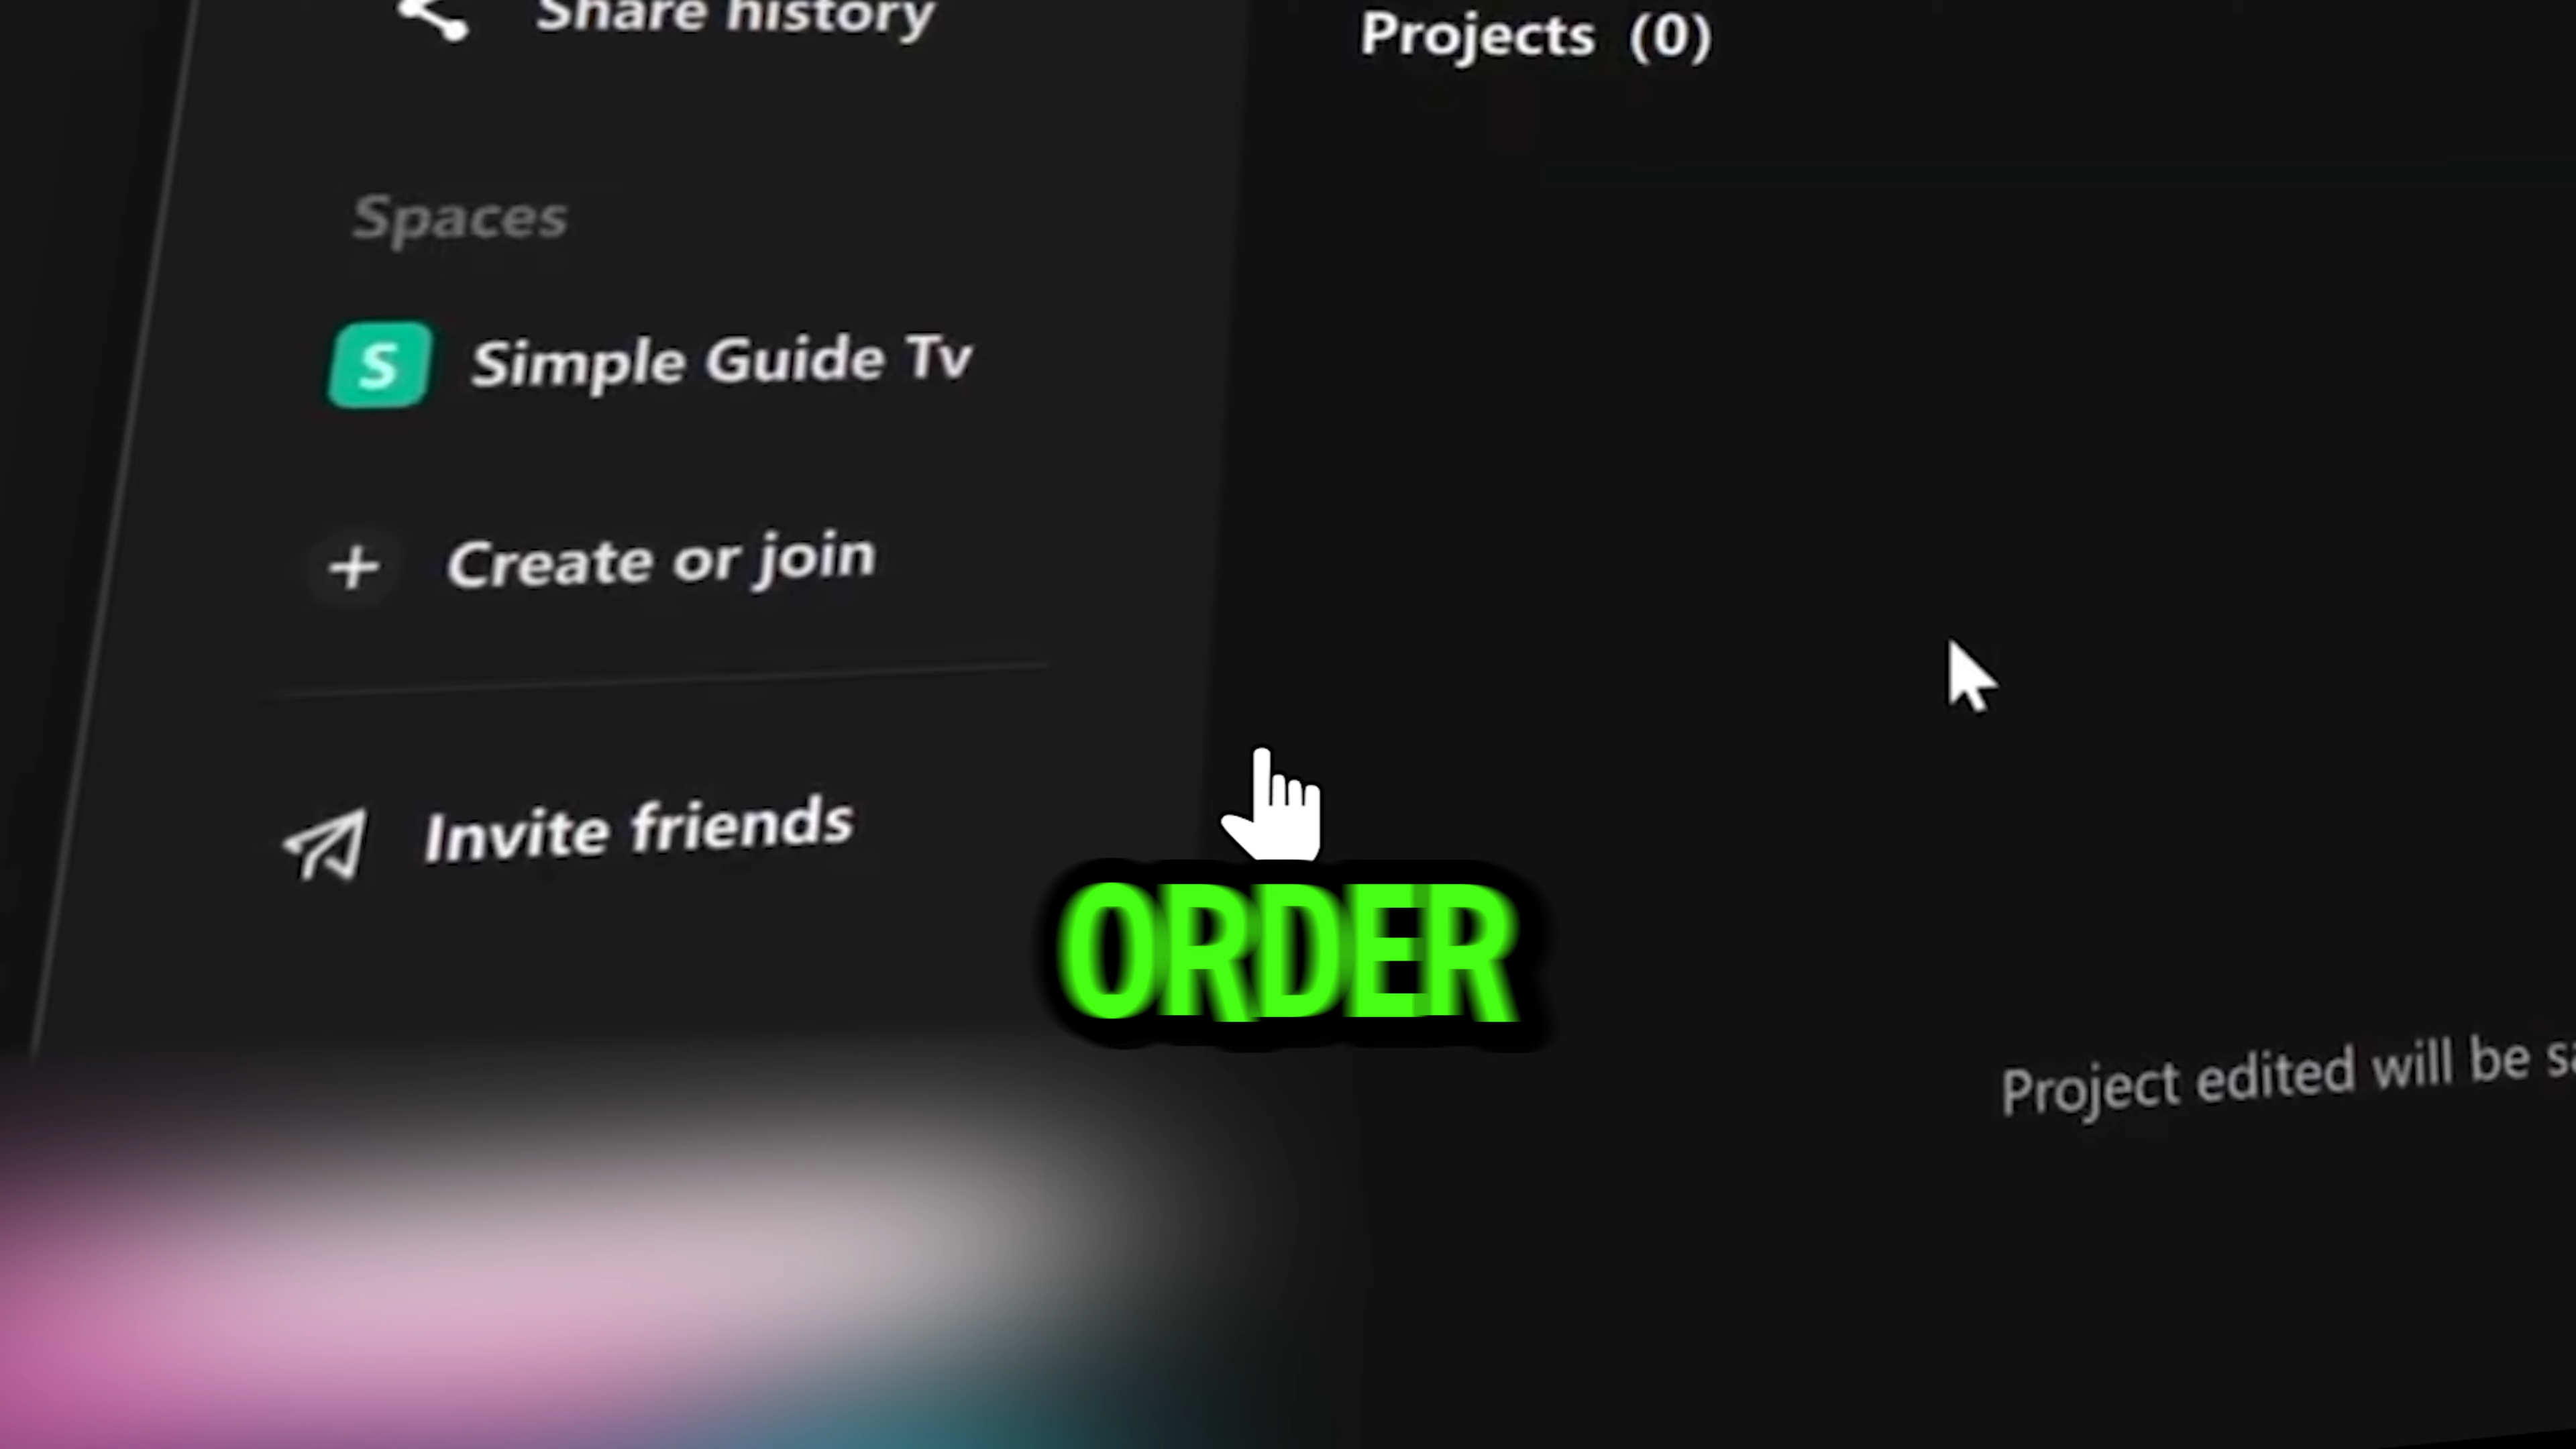 Share history
Projects (0)
Spaces
S Simple Guide Tv
+ Create or join
Invite friends
ORDER
Project edited will be